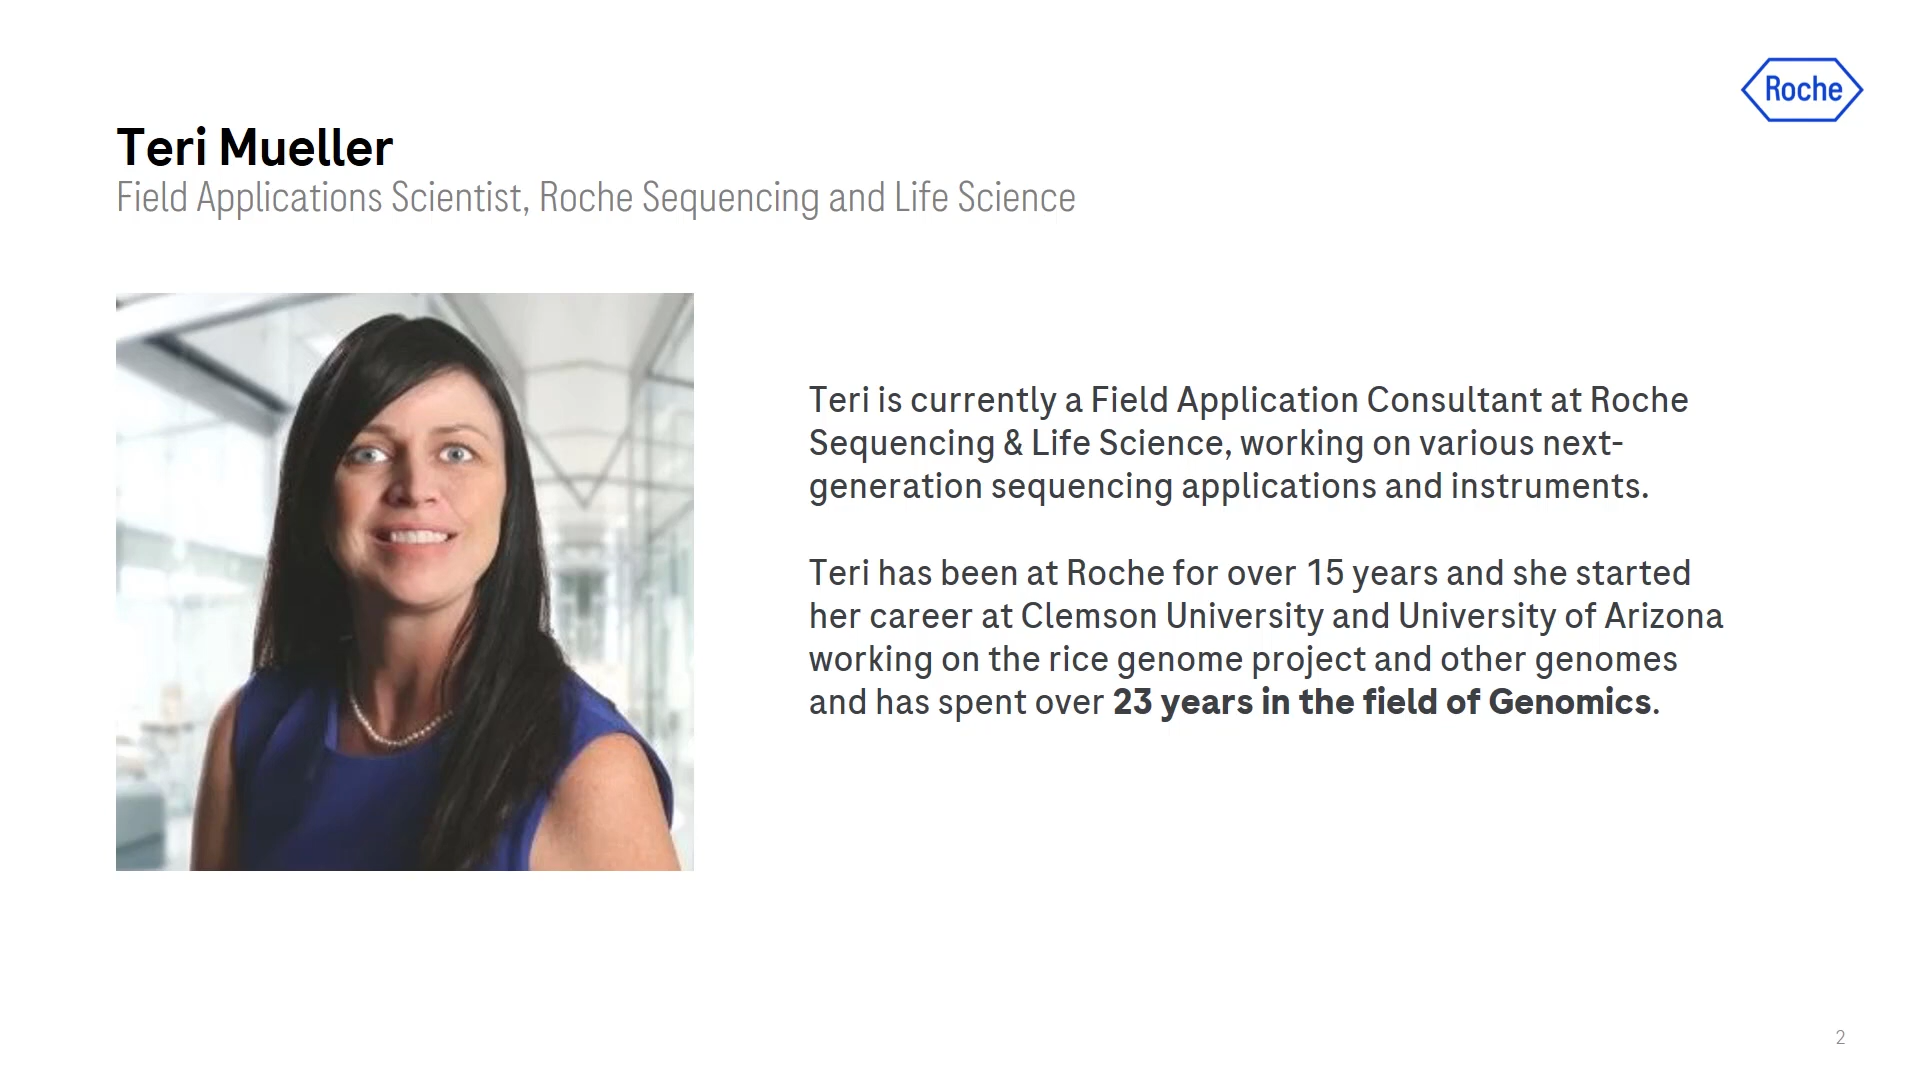 Roche
Teri Mueller
Field Applications Scientist, Roche Sequencing and Life Science
Teri is currently a Field Application Consultant at Roche
Sequencing & Life Science, working on various next-
generation sequencing applications and instruments.
Teri has been at Roche for over 15 years and she started
her career at Clemson University and University of Arizona
working on the rice genome project and other genomes
and has spent over 23 years in the field of Genomics.
2